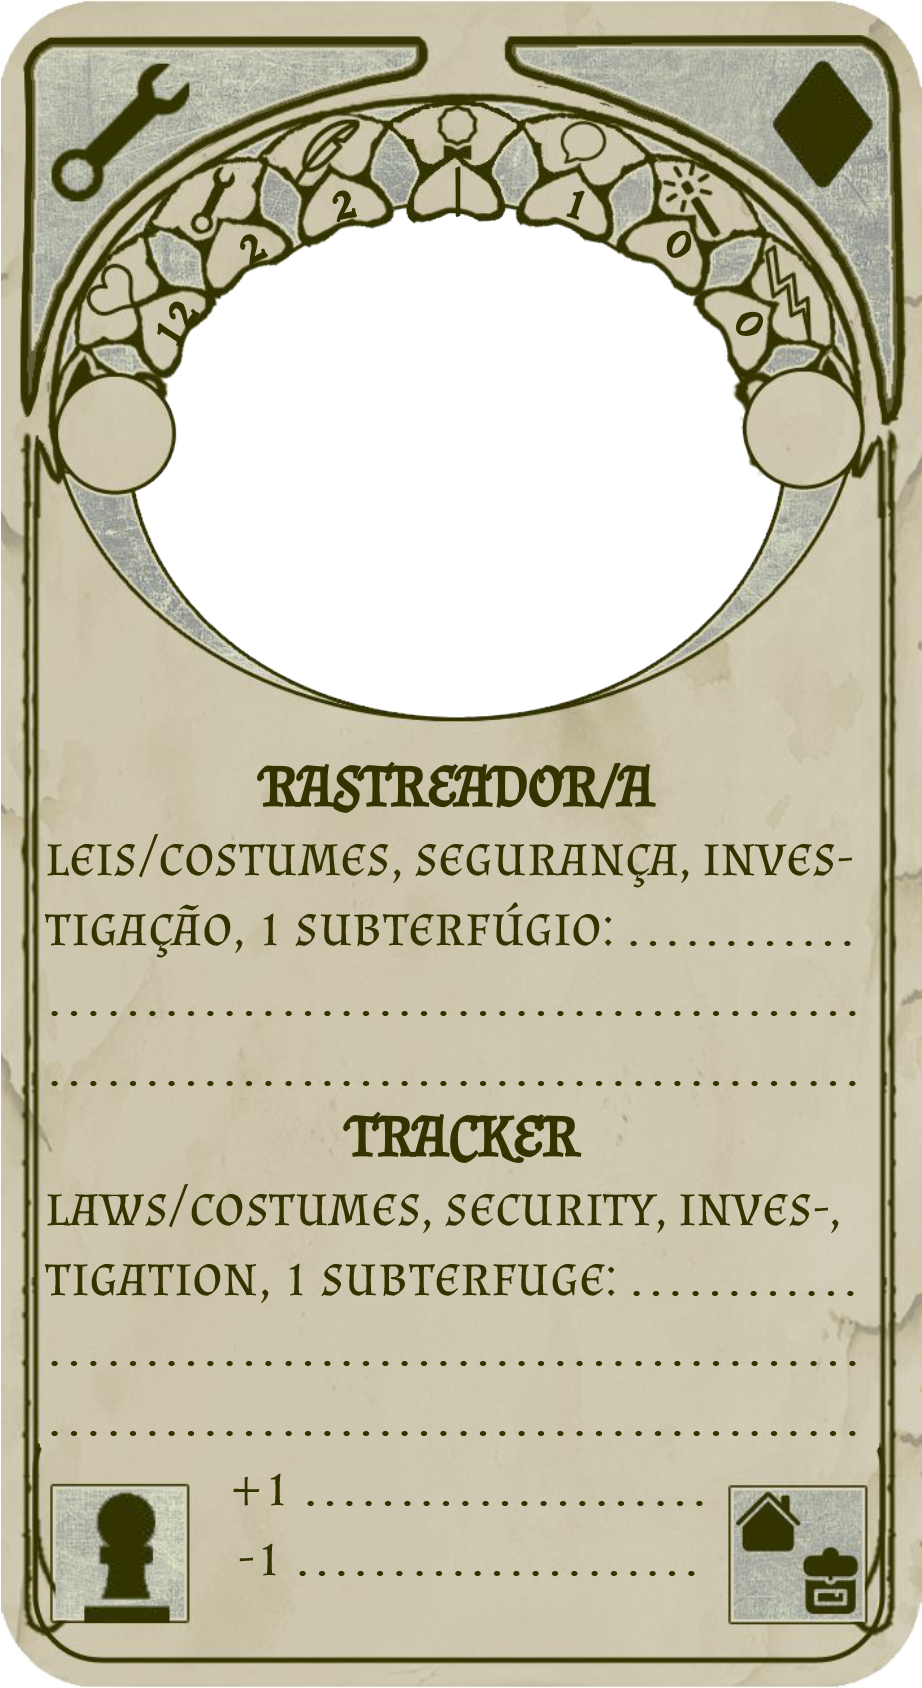 12 2 2 | 1 0 0
RASTREADOR/A
LEIS/COSTUMES, SEGURANÇA, INVES-
TIGAÇÃO, 1 SUBTERFÚGIO: ............
..........................................
..........................................
TRACKER
LAWS/COSTUMES, SECURITY, INVES-,
TIGATION, 1 SUBTERFUGE: ............
..........................................
..........................................
+1 .....................
-1 .....................